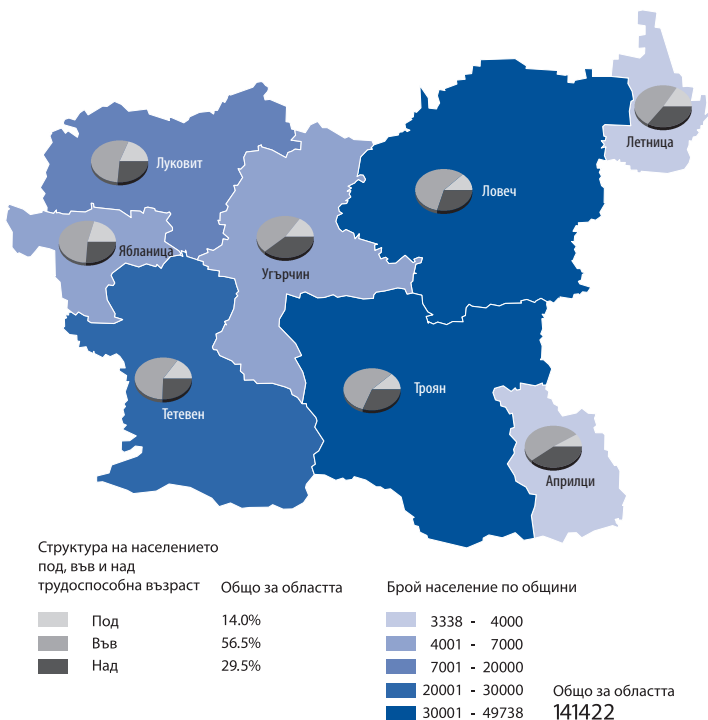 Летница
Луковит
Ловеч
Ябланица
Угърчин
Троян
Тетевен
Априлци
Структура на населението
под, във и над
трудоспособна възраст
Общо за областта
Под 14.0%
Във 56.5%
Над 29.5%
Брой население по общини
3338 - 4000
4001 - 7000
7001 - 20000
20001 - 30000
30001 - 49738
Общо за областта
141422